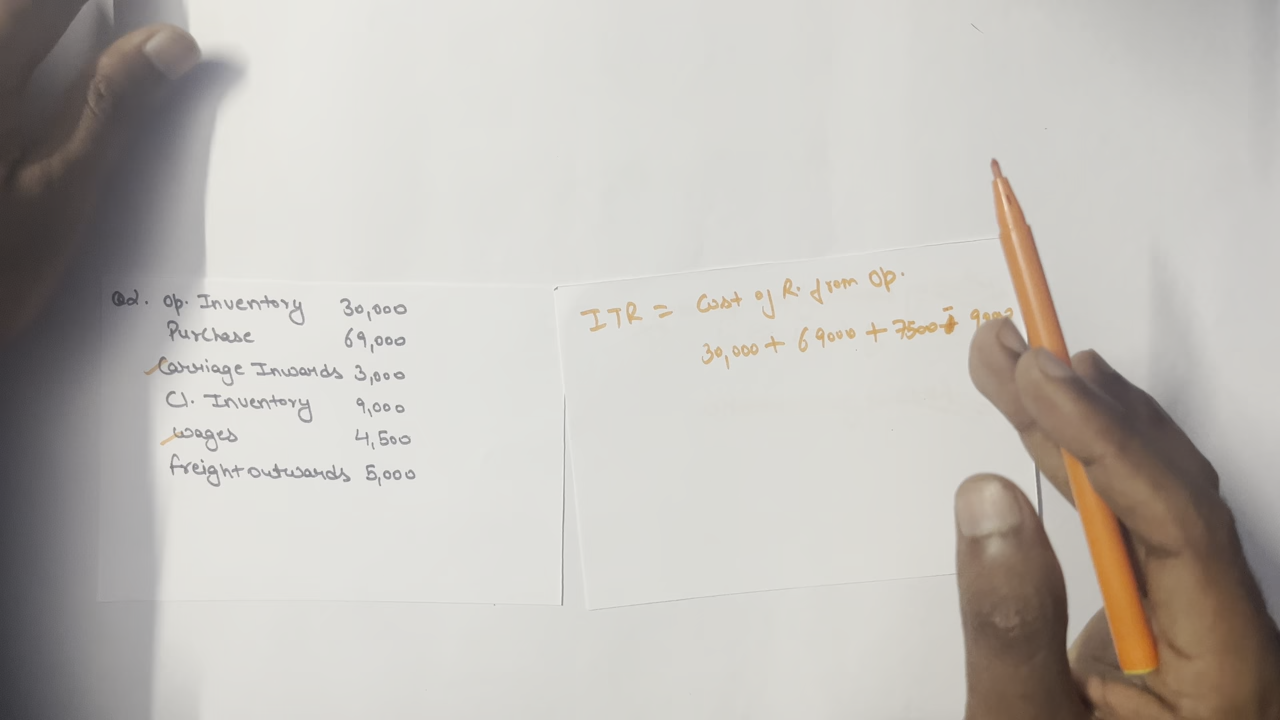 Q2. Op. Inventory 30,000
Purchase 69,000
Carriage Inwards 3,000
Cl. Inventory 9,000
Wages 4,500
freight outwards 5,000
ITR = Cost of R. from Op.
30,000 + 69000 + 7500 - 9000